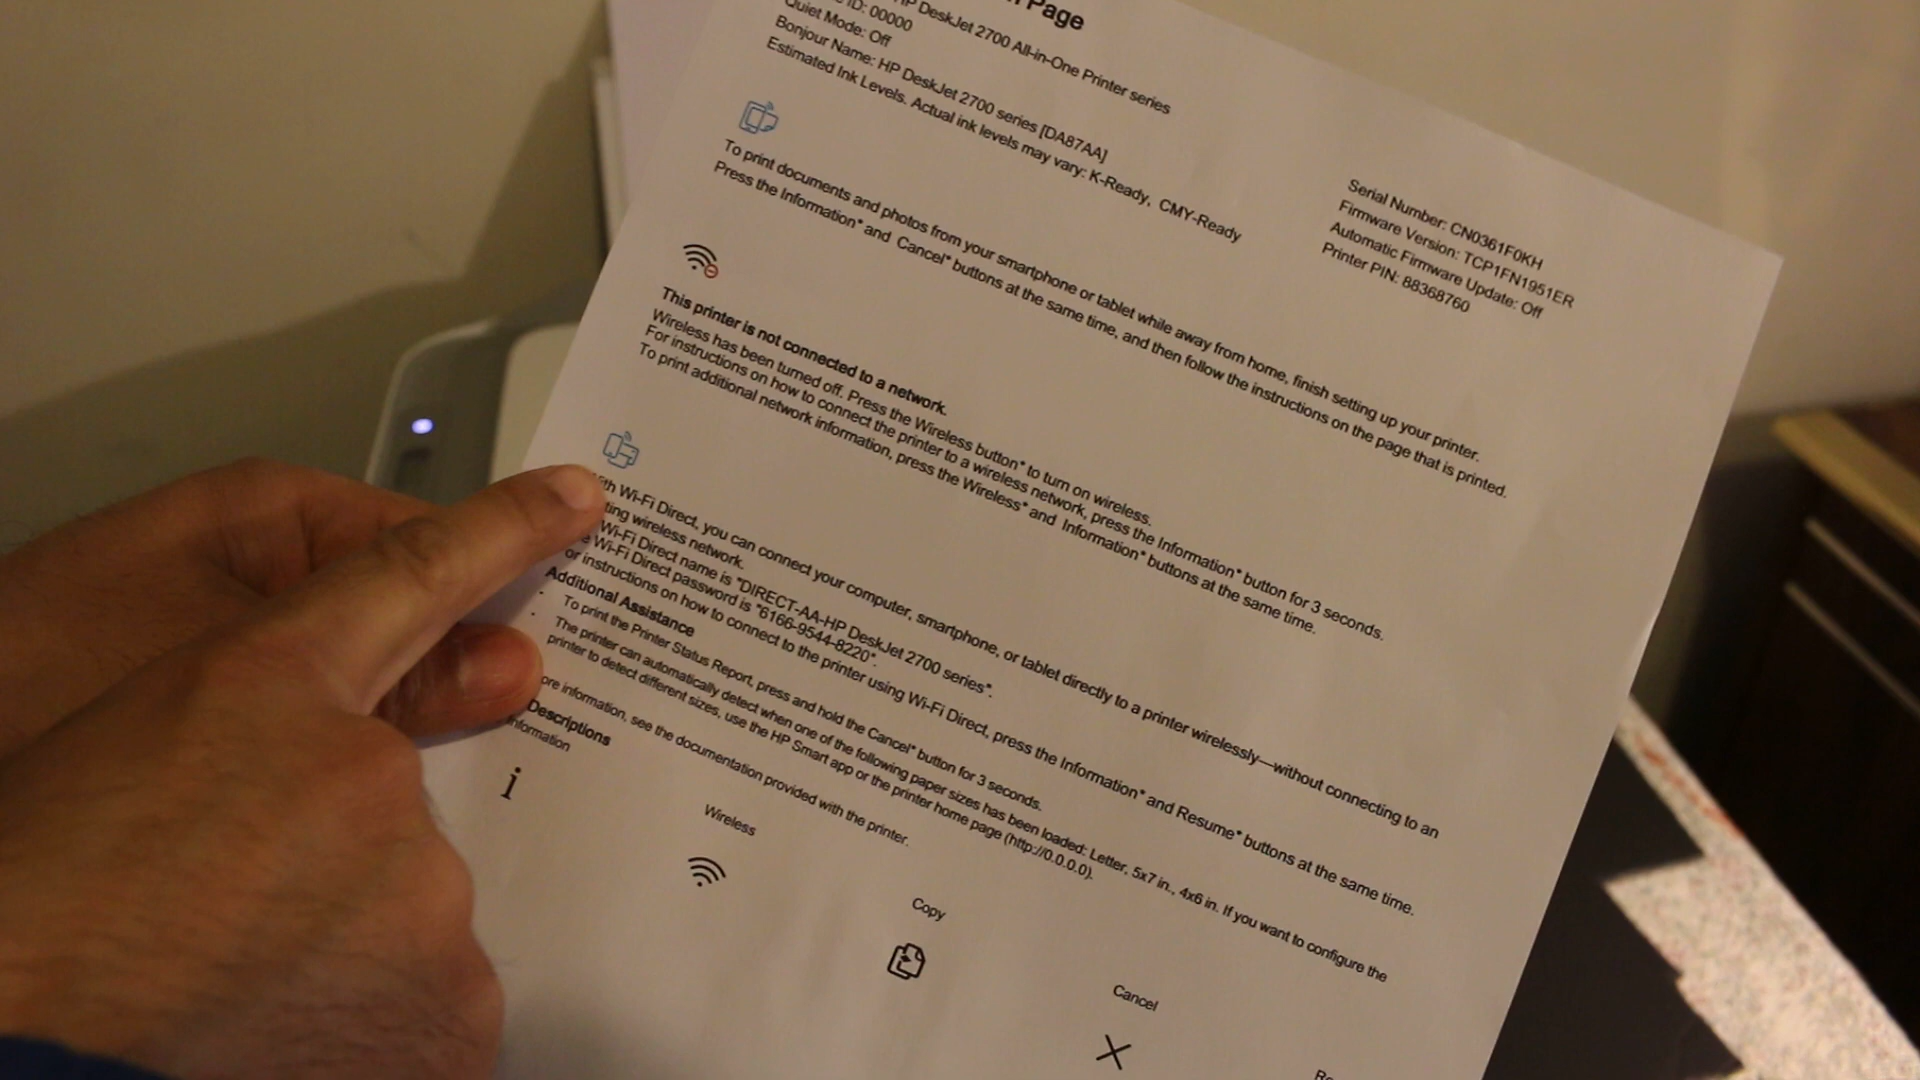 Page
HP DeskJet 2700 All-in-One Printer series
ID: 00000
Quiet Mode: Off
Bonjour Name: HP DeskJet 2700 series [DA87AA]
Estimated Ink Levels. Actual ink levels may vary: K-Ready, CMY-Ready
Serial Number: CN0361F0KH
Firmware Version: TCP1FN1951ER
Automatic Firmware Update: Off
Printer PIN: 88368760
To print documents and photos from your smartphone or tablet while away from home, finish setting up your printer.
Press the Information* and Cancel* buttons at the same time, and then follow the instructions on the page that is printed.
This printer is not connected to a network.
Wireless has been turned off. Press the Wireless button* to turn on wireless.
For instructions on how to connect the printer to a wireless network, press the Information* button for 3 seconds.
To print additional network information, press the Wireless* and Information* buttons at the same time.
Wi-Fi Direct, you can connect your computer, smartphone, or tablet directly to a printer wirelessly—without connecting to an
wireless network.
Wi-Fi Direct name is "DIRECT-AA-HP DeskJet 2700 series".
Wi-Fi Direct password is "6166-9544-8220".
or instructions on how to connect to the printer using Wi-Fi Direct, press the Information* and Resume* buttons at the same time.
Additional Assistance
- To print the Printer Status Report, press and hold the Cancel* button for 3 seconds.
- The printer can automatically detect when one of the following paper sizes has been loaded: Letter, 5x7 in., 4x6 in. If you want to configure the
printer to detect different sizes, use the HP Smart app or the printer home page (http://0.0.0.0).
ore information, see the documentation provided with the printer.
Descriptions
Information
Wireless
Copy
Cancel